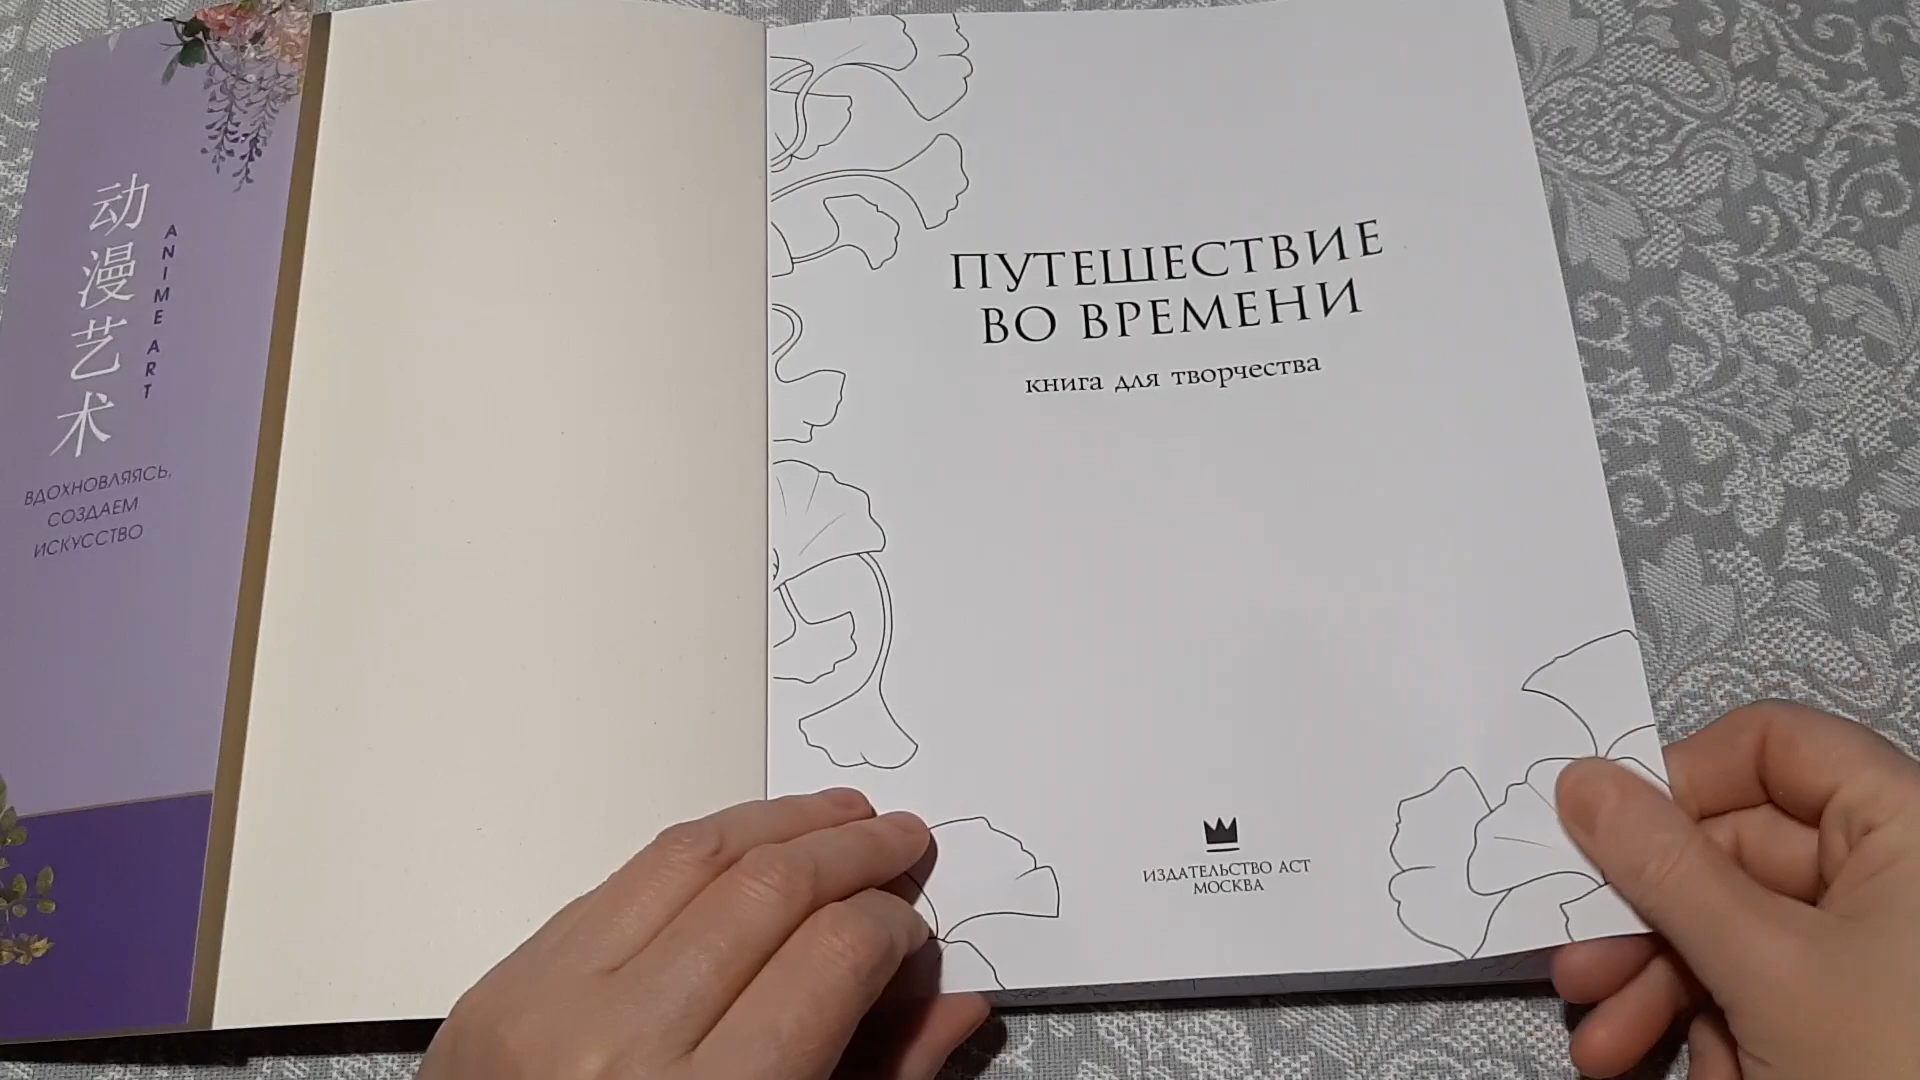 动漫艺术
ANIME ART
ВДОХНОВЛЯЯСЬ,
СОЗДАЕМ
ИСКУССТВО
ПУТЕШЕСТВИЕ
ВО ВРЕМЕНИ
книга для творчества
ИЗДАТЕЛЬСТВО АСТ
МОСКВА